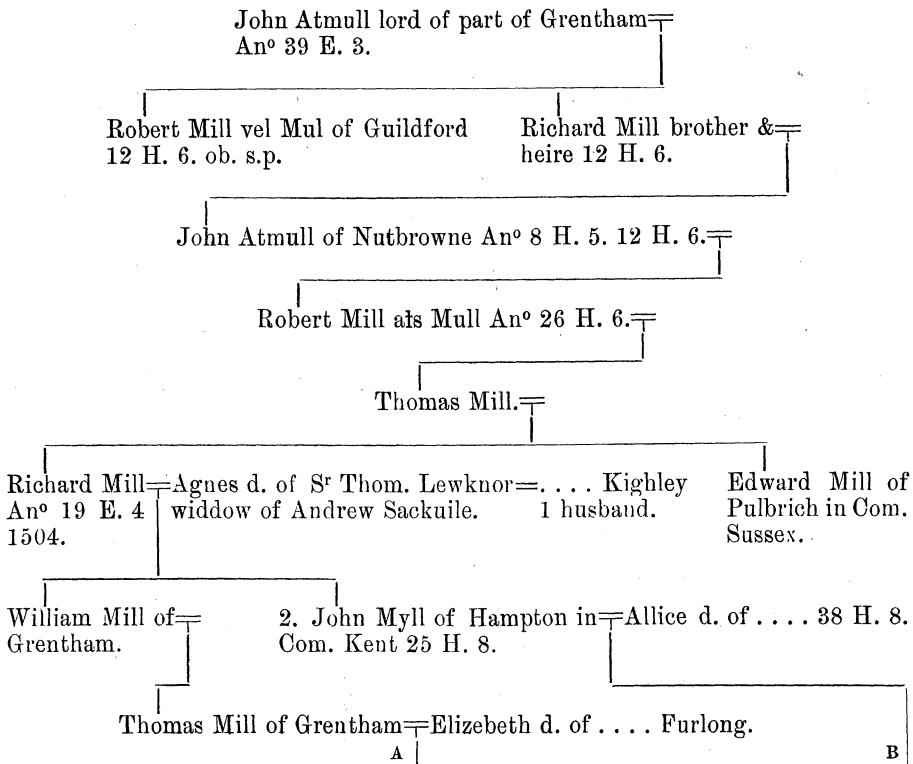 John Atmull lord of part of Grentham
Anº 39 E. 3.
Robert Mill vel Mul of Guildford
12 H. 6. ob. s.p.
Richard Mill brother &
heire 12 H. 6.
John Atmull of Nutbrowne Anº 8 H. 5. 12 H. 6.
Robert Mill als Mull Anº 26 H. 6.
Thomas Mill.
Richard Mill
Anº 19 E. 4
1504.
Agnes d. of Sʳ Thom. Lewknor
widdow of Andrew Sackuile.
. . . . Kighley
1 husband.
Edward Mill of
Pulbrich in Com.
Sussex.
William Mill of
Grentham.
2. John Myll of Hampton in
Com. Kent 25 H. 8.
Allice d. of . . . . 38 H. 8.
Thomas Mill of Grentham
Elizebeth d. of . . . . Furlong.
A
B